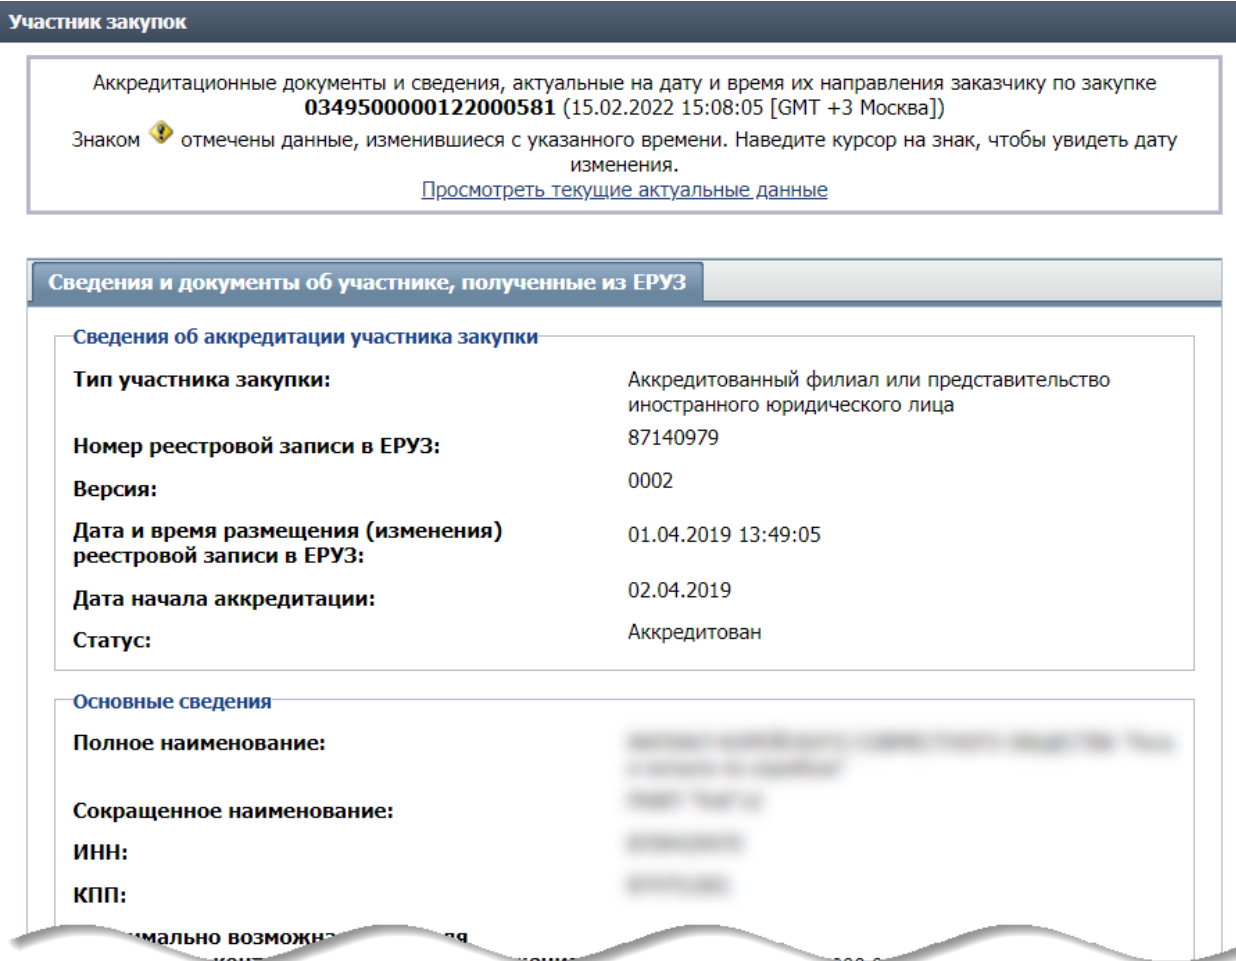 Участник закупок
Аккредитационные документы и сведения, актуальные на дату и время их направления заказчику по закупке
0349500000122000581 (15.02.2022 15:08:05 [GMT +3 Москва])
Знаком отмечены данные, изменившиеся с указанного времени. Наведите курсор на знак, чтобы увидеть дату
изменения.
Просмотреть текущие актуальные данные
Сведения и документы об участнике, полученные из ЕРУЗ
Сведения об аккредитации участника закупки
Тип участника закупки: Аккредитованный филиал или представительство
иностранного юридического лица
Номер реестровой записи в ЕРУЗ: 87140979
Версия: 0002
Дата и время размещения (изменения)
реестровой записи в ЕРУЗ: 01.04.2019 13:49:05
Дата начала аккредитации: 02.04.2019
Статус: Аккредитован
Основные сведения
Полное наименование:
Сокращенное наименование:
ИНН:
КПП: